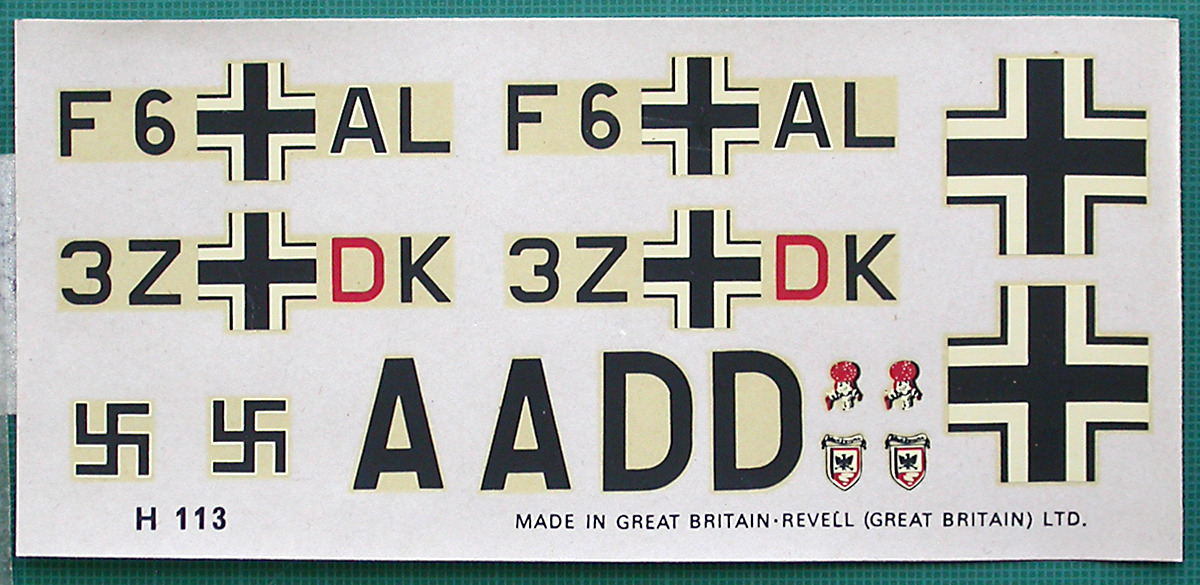 F6 AL F6 AL
3Z DK 3Z DK
AADD
H 113
MADE IN GREAT BRITAIN·REVELL (GREAT BRITAIN) LTD.